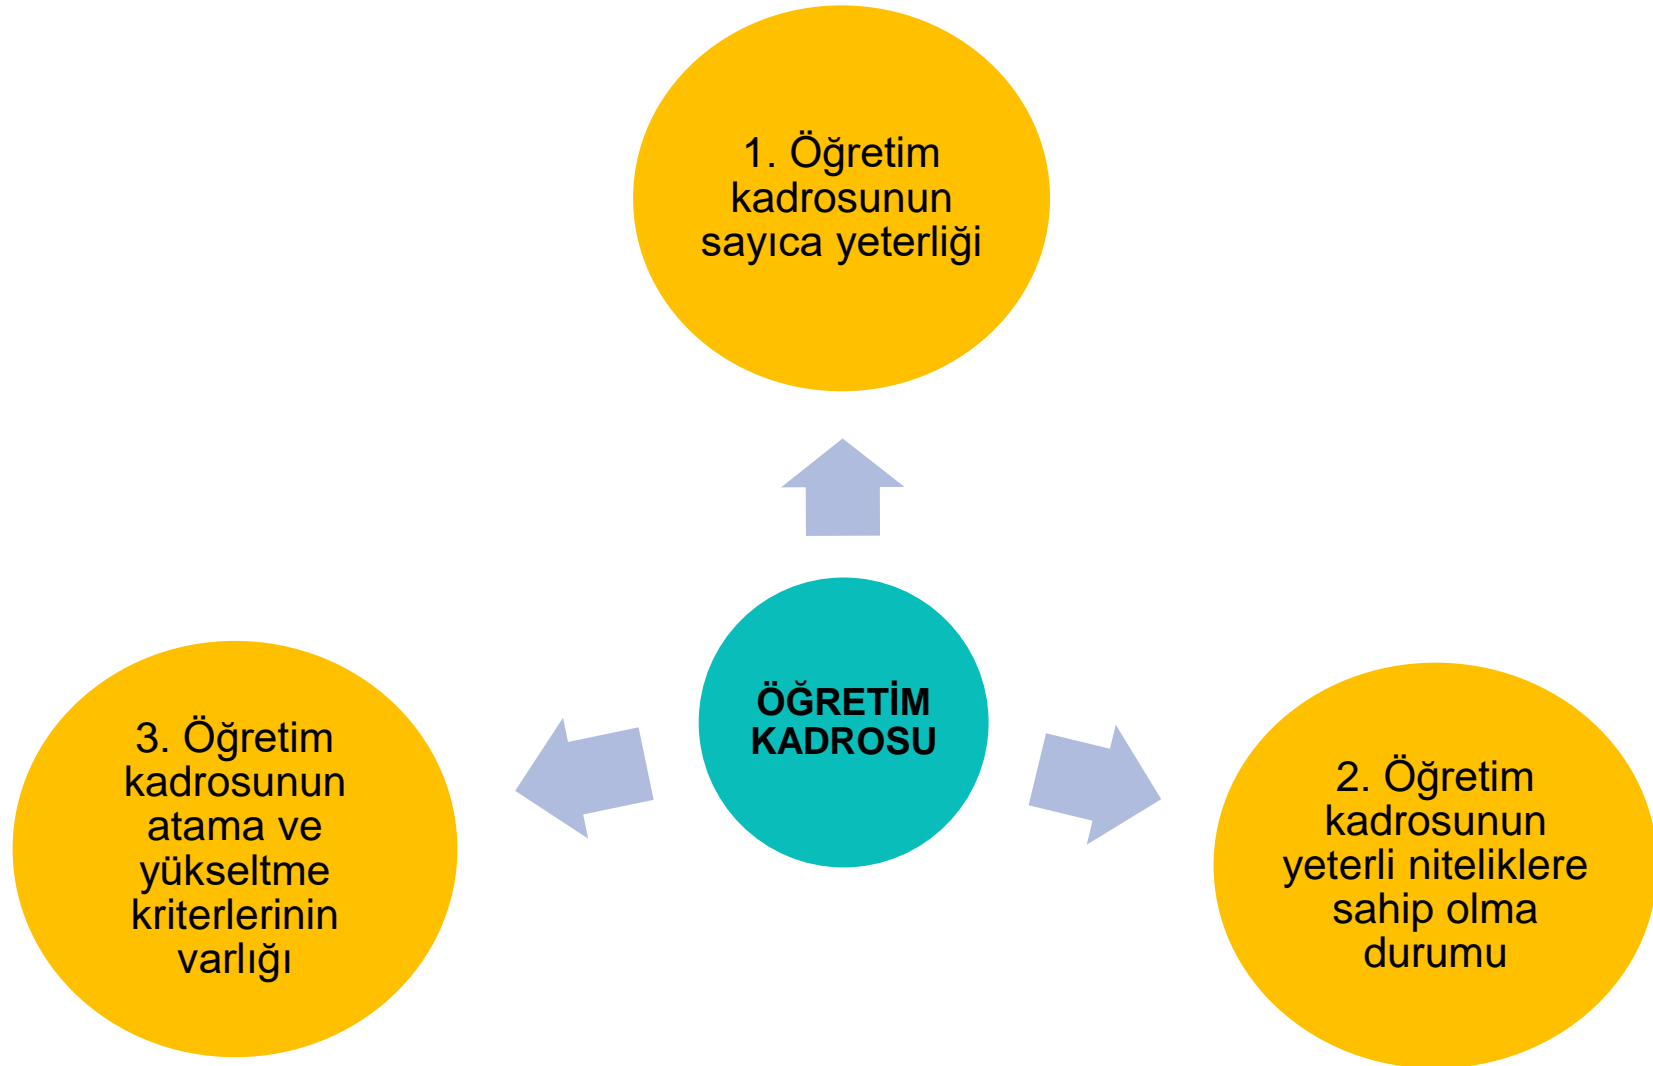 1. Öğretim
kadrosunun
sayıca yeterliği
ÖĞRETİM
KADROSU
2. Öğretim
kadrosunun
yeterli niteliklere
sahip olma
durumu
3. Öğretim
kadrosunun
atama ve
yükseltme
kriterlerinin
varlığı